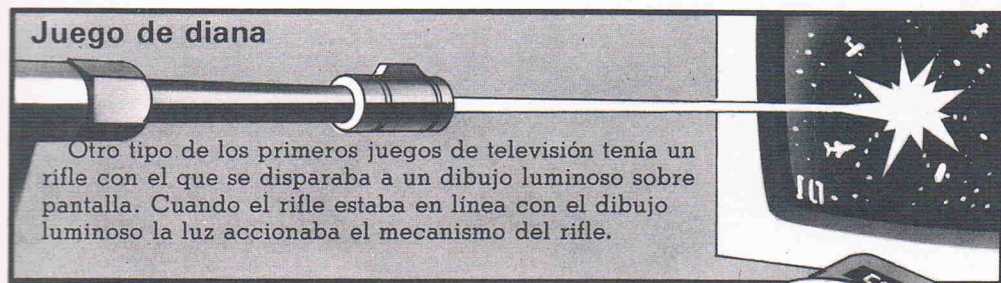 Juego de diana
Otro tipo de los primeros juegos de televisión tenía un
rifle con el que se disparaba a un dibujo luminoso sobre
pantalla. Cuando el rifle estaba en línea con el dibujo
luminoso la luz accionaba el mecanismo del rifle.